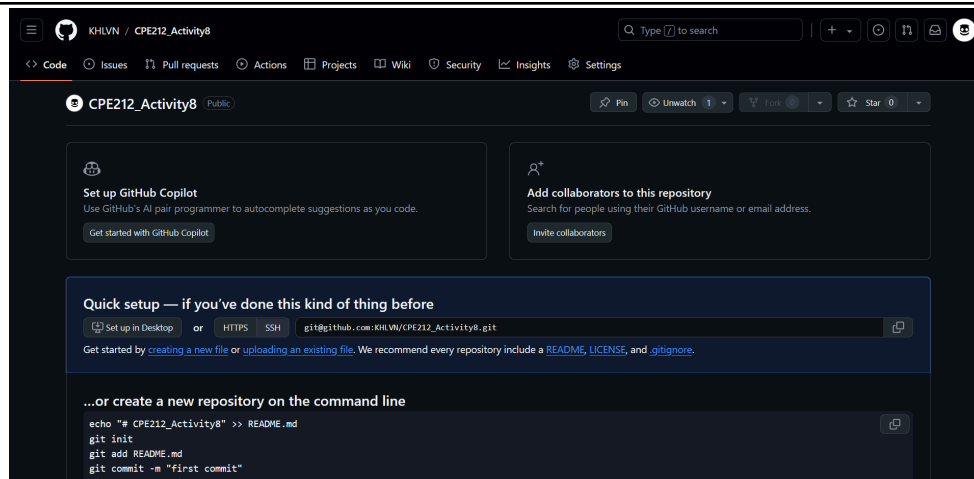 KHLVN / CPE212_Activity8
Type / to search
Code Issues Pull requests Actions Projects Wiki Security Insights Settings
CPE212_Activity8 Public
Pin Unwatch 1 Fork 0 Star 0
Set up GitHub Copilot
Use GitHub's AI pair programmer to autocomplete suggestions as you code.
Get started with GitHub Copilot
Add collaborators to this repository
Search for people using their GitHub username or email address.
Invite collaborators
Quick setup — if you've done this kind of thing before
Set up in Desktop or HTTPS SSH git@github.com:KHLVN/CPE212_Activity8.git
Get started by creating a new file or uploading an existing file. We recommend every repository include a README, LICENSE, and .gitignore.
...or create a new repository on the command line
echo "# CPE212_Activity8" >> README.md
git init
git add README.md
git commit -m "first commit"